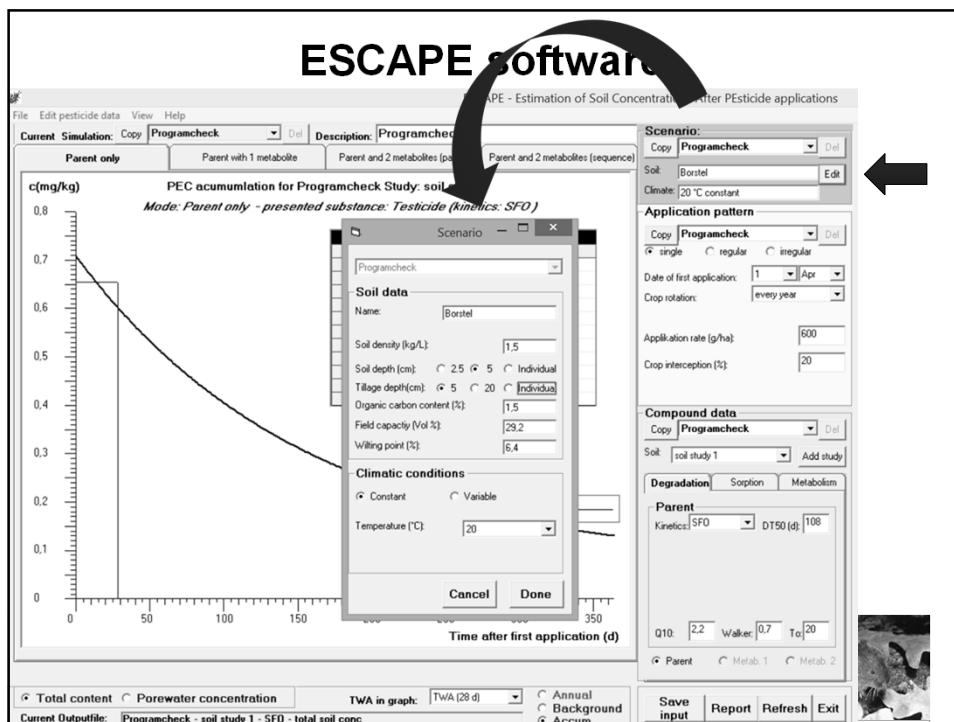 ESCAPE software
ESCAPE - Estimation of Soil Concentrations After PEsticide applications
File Edit pesticide data View Help
Current Simulation: Copy Programcheck Del Description: Programcheck
Parent only Parent with 1 metabolite Parent and 2 metabolites (pa Parent and 2 metabolites (sequence)
c(mg/kg)
PEC acumumlation for Programcheck Study: soil
Mode: Parent only - presented substance: Testicide (kinetics: SFO)
0,8
0,7
0,6
0,5
0,4
0,3
0,2
0,1
0
0 50 100 150 350
Time after first application (d)
Scenario
Programcheck
Soil data
Name: Borstel
Soil density (kg/L): 1,5
Soil depth (cm): 2.5 5 Individual
Tillage depth(cm): 5 20 Individual
Organic carbon content (%): 1,5
Field capactiy (Vol %): 29,2
Wilting point (%): 6,4
Climatic conditions
Constant Variable
Temperature (°C): 20
Cancel Done
Scenario:
Copy Programcheck Del
Soil: Borstel Edit
Climate: 20 °C constant
Application pattern
Copy Programcheck Del
single regular irregular
Date of first application: 1 Apr
Crop rotation: every year
Applikation rate (g/ha): 600
Crop interception (%): 20
Compound data
Copy Programcheck Del
Soil: soil study 1 Add study
Degradation Sorption Metabolism
Parent
Kinetics: SFO DT50 (d): 108
Q10: 2,2 Walker: 0,7 To: 20
Parent Metab. 1 Metab. 2
Total content Porewater concentration TWA in graph: TWA (28 d) Annual
Background
Accum
Current Outputfile: Programcheck - soil study 1 - SFO - total soil conc
Save input Report Refresh Exit